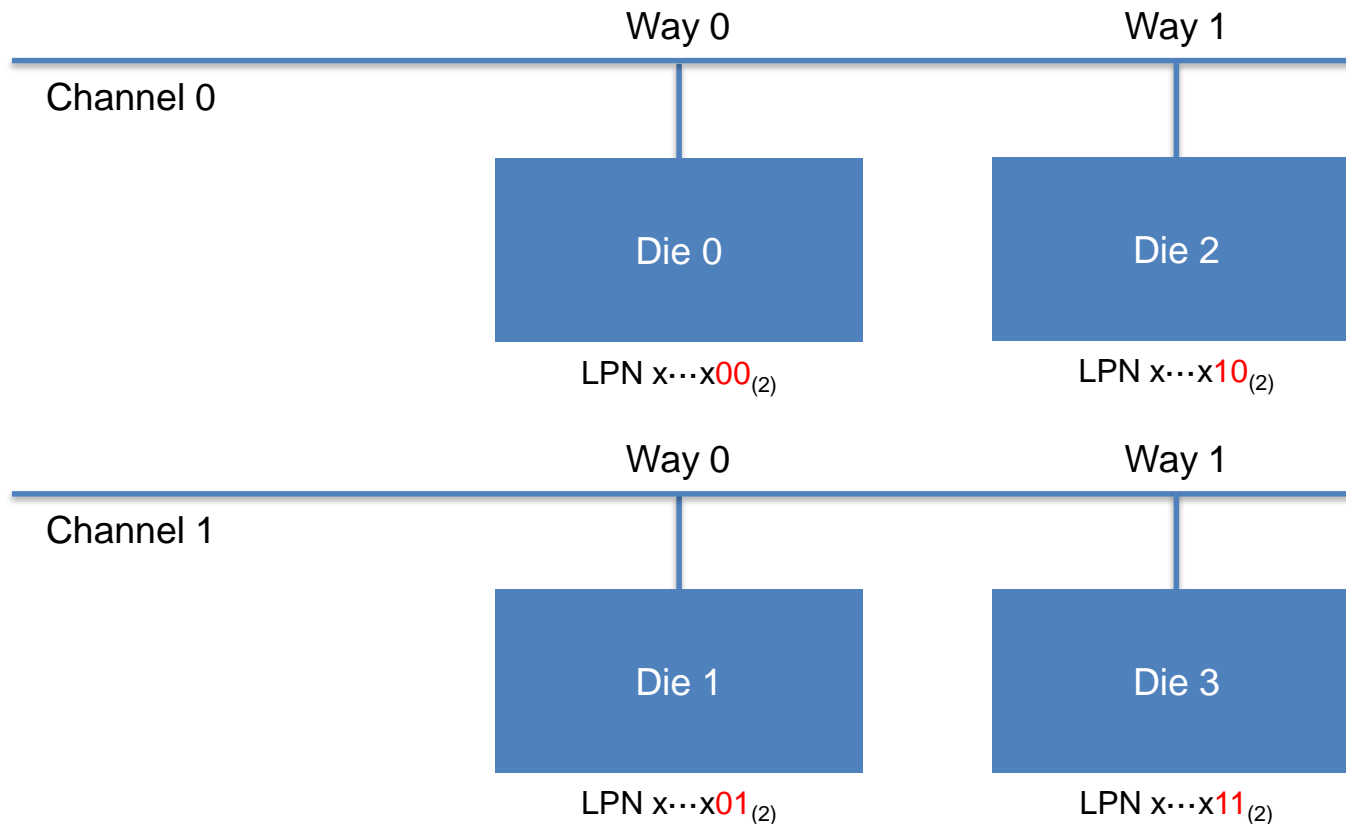 Way 0 Way 1
Channel 0
Die 0 Die 2
LPN x⋯x00(2) LPN x⋯x10(2)
Way 0 Way 1
Channel 1
Die 1 Die 3
LPN x⋯x01(2) LPN x⋯x11(2)